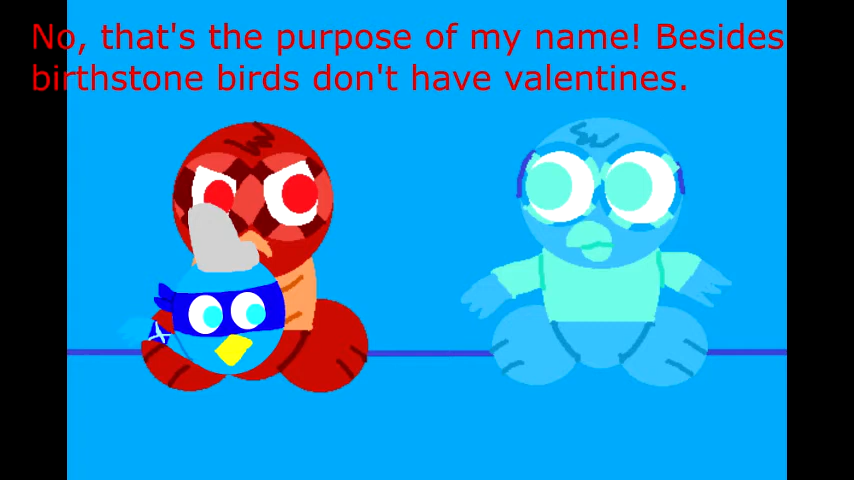 No, that's the purpose of my name! Besides
birthstone birds don't have valentines.